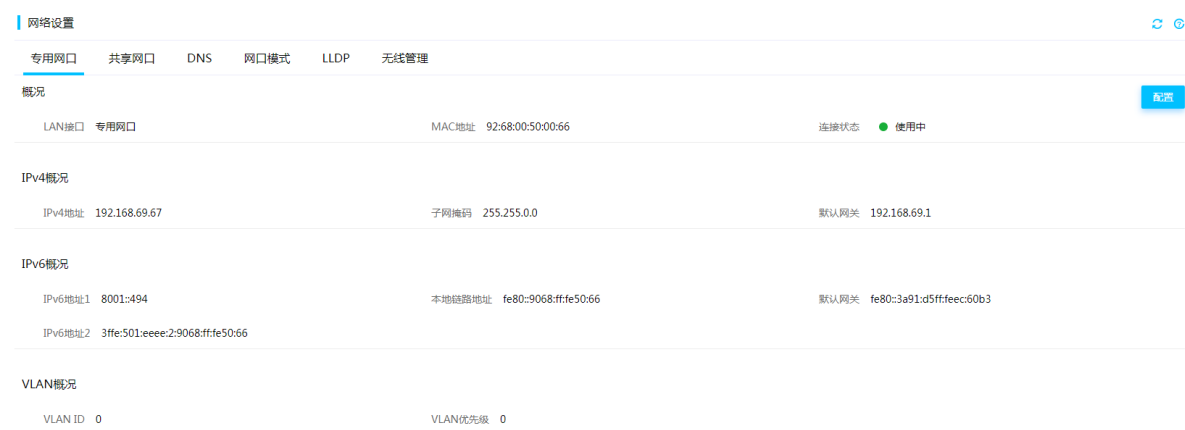 网络设置
专用网口 共享网口 DNS 网口模式 LLDP 无线管理
概况
配置
LAN接口 专用网口 MAC地址 92:68:00:50:00:66 连接状态 使用中
IPv4概况
IPv4地址 192.168.69.67 子网掩码 255.255.0.0 默认网关 192.168.69.1
IPv6概况
IPv6地址1 8001::494 本地链路地址 fe80::9068:ff:fe50:66 默认网关 fe80::3a91:d5ff:feec:60b3
IPv6地址2 3ffe:501:eeee:2:9068:ff:fe50:66
VLAN概况
VLAN ID 0 VLAN优先级 0